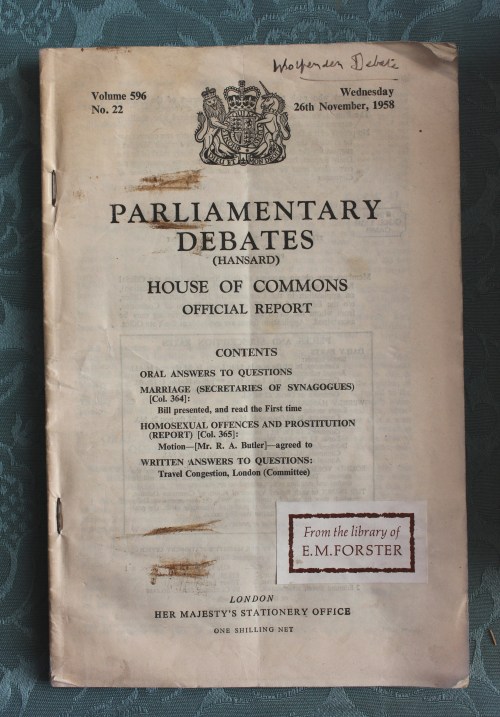 Wolfenden Debate
Volume 596
No. 22
Wednesday
26th November, 1958
PARLIAMENTARY
DEBATES
(HANSARD)
HOUSE OF COMMONS
OFFICIAL REPORT
CONTENTS
ORAL ANSWERS TO QUESTIONS
MARRIAGE (SECRETARIES OF SYNAGOGUES)
[Col. 364]:
Bill presented, and read the First time
HOMOSEXUAL OFFENCES AND PROSTITUTION
(REPORT) [Col. 365]:
Motion—[Mr. R. A. Butler]—agreed to
WRITTEN ANSWERS TO QUESTIONS:
Travel Congestion, London (Committee)
From the library of
E.M.FORSTER
LONDON
HER MAJESTY'S STATIONERY OFFICE
ONE SHILLING NET